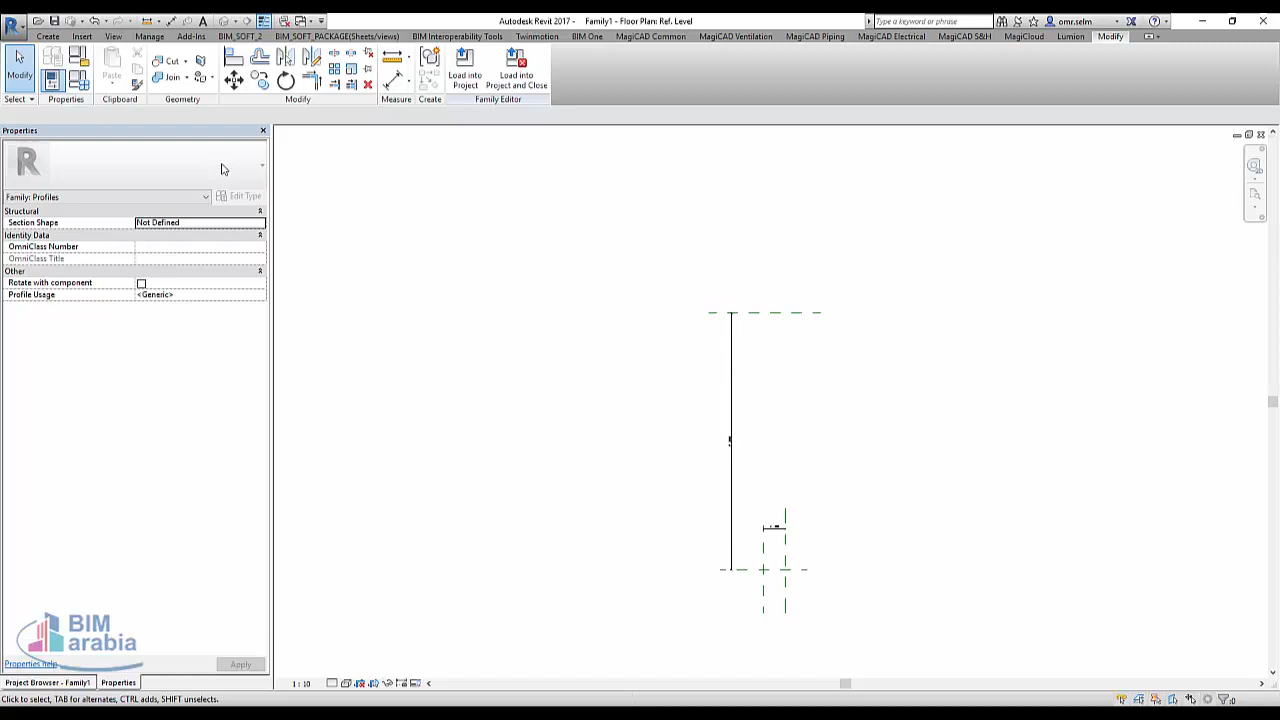 Autodesk Revit 2017 - Family1 - Floor Plan: Ref. Level
Type a keyword or phrase
omr.selm
Create Insert View Manage Add-Ins BIM_SOFT_2 BIM_SOFT_PACKAGE(Sheets/views) BIM Interoperability Tools Twinmotion BIM One MagiCAD Common MagiCAD Ventilation MagiCAD Piping MagiCAD Electrical MagiCAD S&H MagiCloud Lumion Modify
Modify
Paste
Cut
Join
Load into Project
Load into Project and Close
Select Properties Clipboard Geometry Modify Measure Create Family Editor
Properties
Family: Profiles
Edit Type
Structural
Section Shape Not Defined
Identity Data
OmniClass Number
OmniClass Title
Other
Rotate with component
Profile Usage <Generic>
BIM
arabia
Properties help
Apply
Project Browser - Family1 Properties
1 : 10
Click to select, TAB for alternates, CTRL adds, SHIFT unselects.
:0